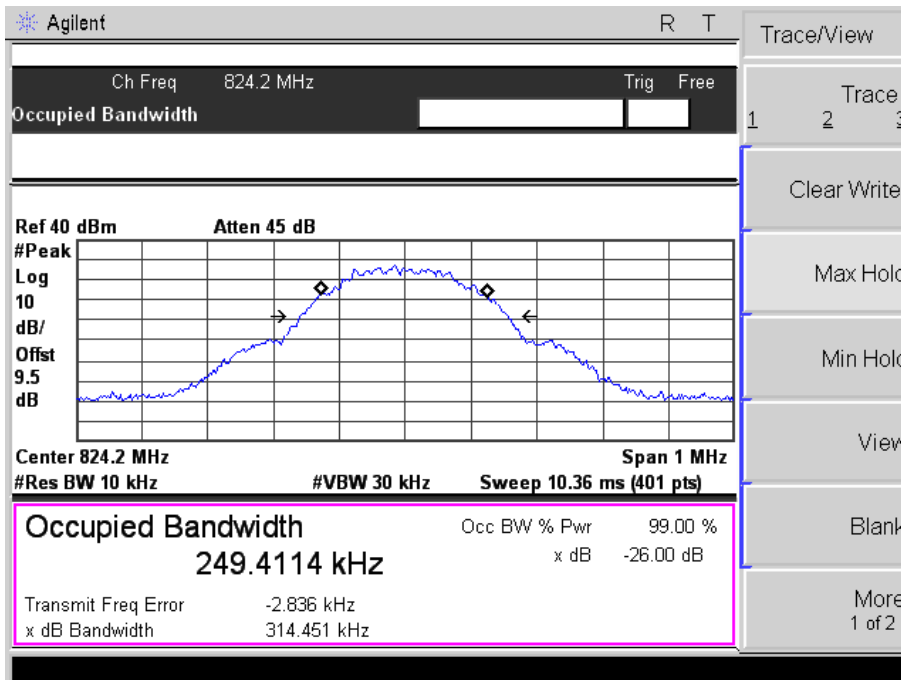 Agilent R T
Trace/View
Ch Freq 824.2 MHz Trig Free
Occupied Bandwidth
Trace
1 2 3
Clear Write
Max Hold
Min Hold
View
Blank
More
1 of 2
Ref 40 dBm Atten 45 dB
#Peak
Log
10
dB/
Offst
9.5
dB
Center 824.2 MHz Span 1 MHz
#Res BW 10 kHz #VBW 30 kHz Sweep 10.36 ms (401 pts)
Occupied Bandwidth
249.4114 kHz
Occ BW % Pwr 99.00 %
x dB -26.00 dB
Transmit Freq Error -2.836 kHz
x dB Bandwidth 314.451 kHz